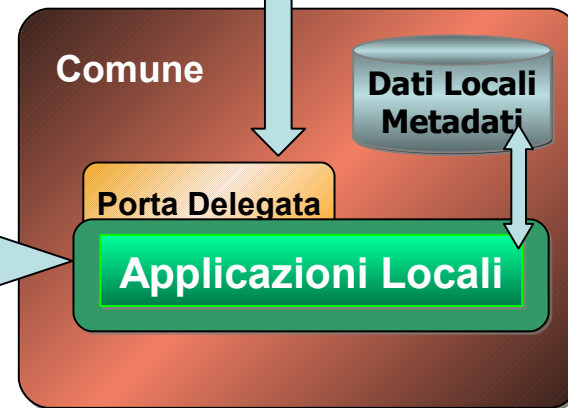 Comune
Dati Locali
Metadati
Porta Delegata
Applicazioni Locali